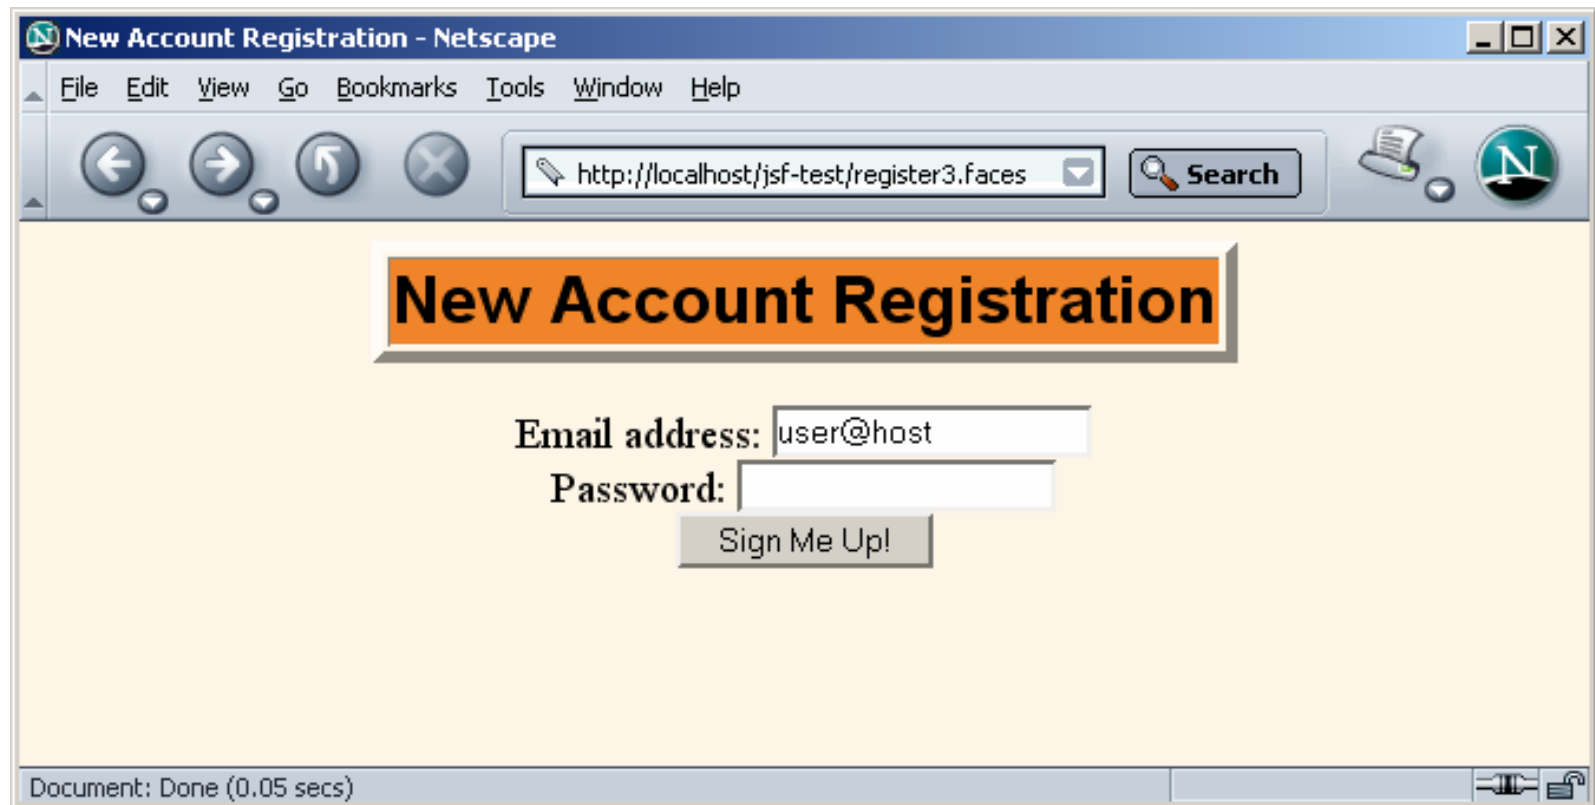 New Account Registration - Netscape
File Edit View Go Bookmarks Tools Window Help
http://localhost/jsf-test/register3.faces Search N
New Account Registration
Email address: user@host
Password:
Sign Me Up!
Document: Done (0.05 secs)